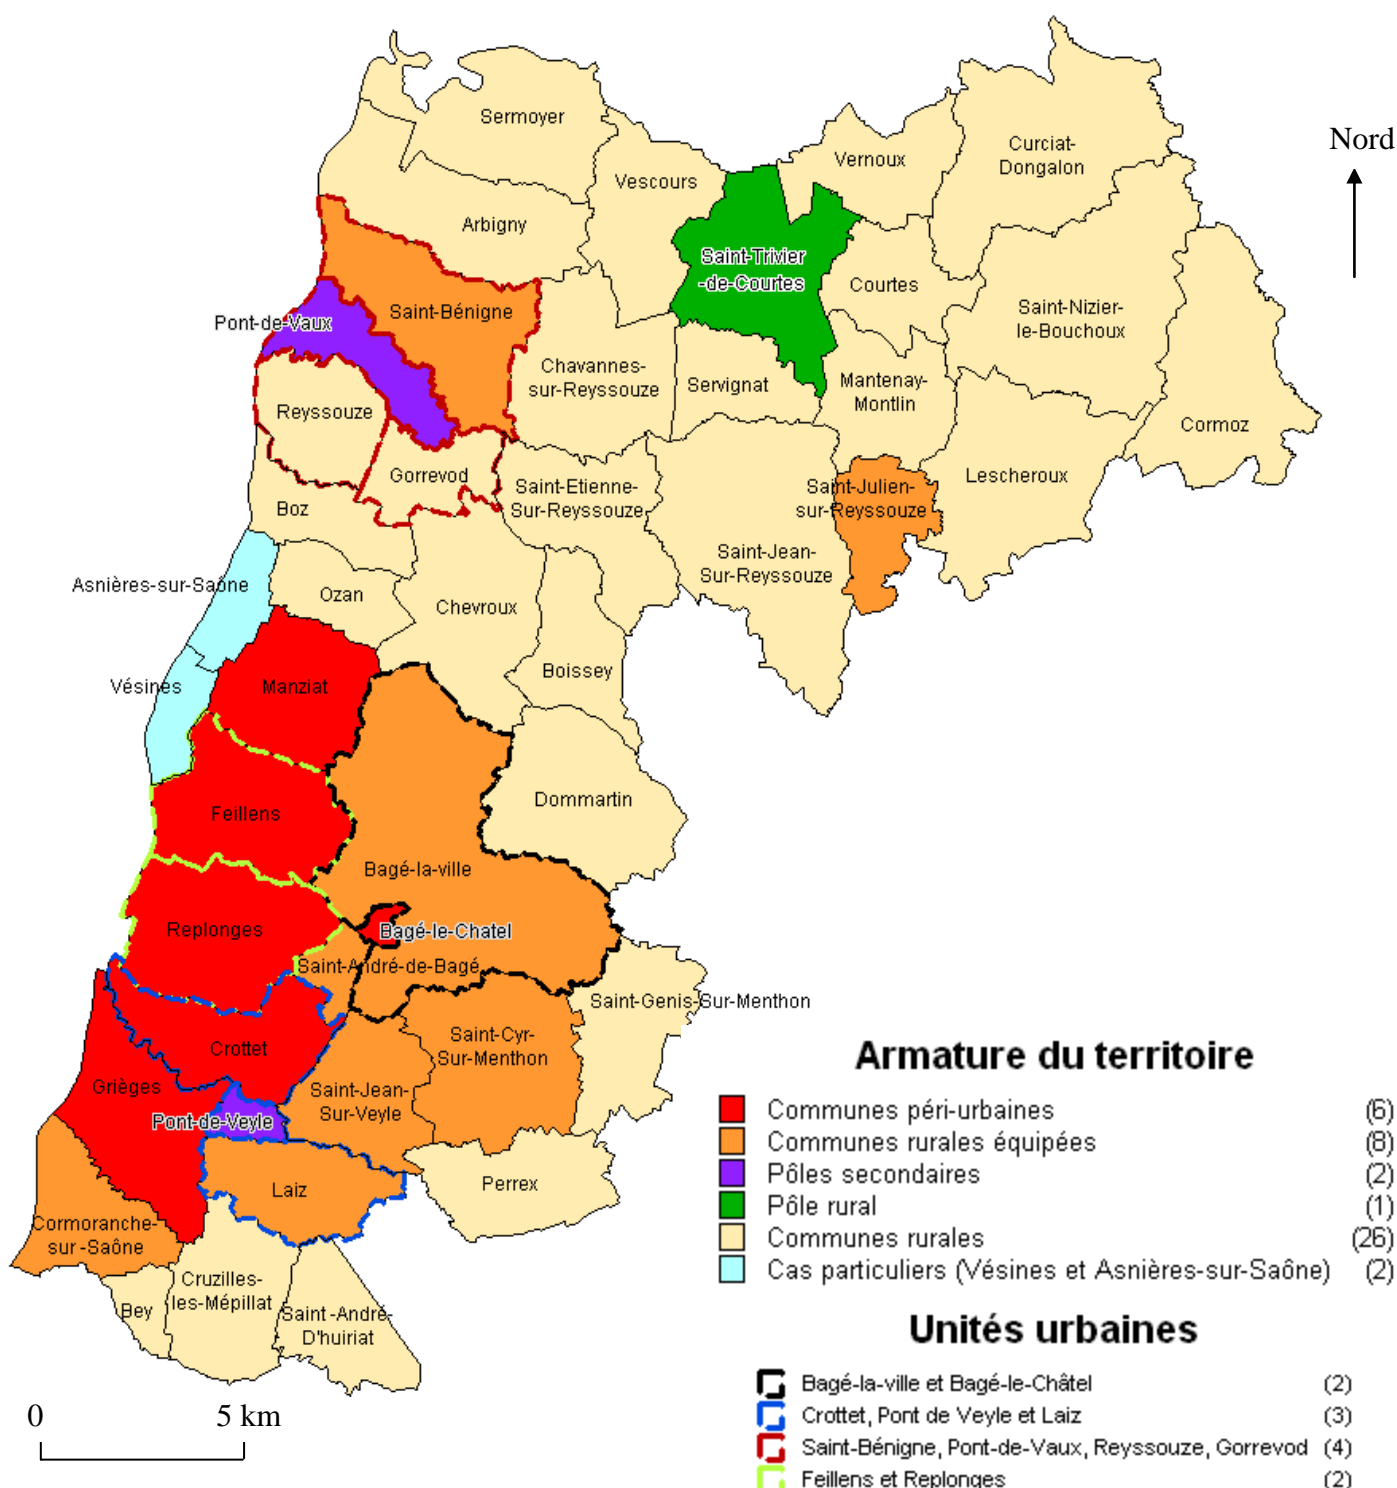 Sermoyer
Curciat-
Dongalon
Nord
Vernoux
Vescours
Arbigny
Saint-Trivier
-de-Courtes
Courtes
Saint-Bénigne
Saint-Nizier-
le-Bouchoux
Pont-de-Vaux
Chavannes-
sur-Reyssouze
Servignat
Mantenay-
Montlin
Reyssouze
Cormoz
Gorrevod
Saint-Etienne-
Sur-Reyssouze
Saint-Julien-
sur-Reyssouze
Lescheroux
Boz
Saint-Jean-
Sur-Reyssouze
Asnières-sur-Saône
Ozan
Chevroux
Boissey
Vésines
Manziat
Dommartin
Feillens
Bagé-la-ville
Replonges
Bagé-le-Chatel
Saint-André-de-Bagé
Saint-Genis-Sur-Menthon
Crottet
Saint-Cyr-
Sur-Menthon
Grièges
Saint-Jean-
Sur-Veyle
Pont-de-Veyle
Laiz
Perrex
Cormoranche-
sur -Saône
Cruzilles-
les-Mépillat
Bey
Saint -André-
D'huiriat
0 5 km
Armature du territoire
Communes péri-urbaines (6)
Communes rurales équipées (8)
Pôles secondaires (2)
Pôle rural (1)
Communes rurales (26)
Cas particuliers (Vésines et Asnières-sur-Saône) (2)
Unités urbaines
Bagé-la-ville et Bagé-le-Châtel (2)
Crottet, Pont de Veyle et Laiz (3)
Saint-Bénigne, Pont-de-Vaux, Reyssouze, Gorrevod (4)
Feillens et Replonges (2)